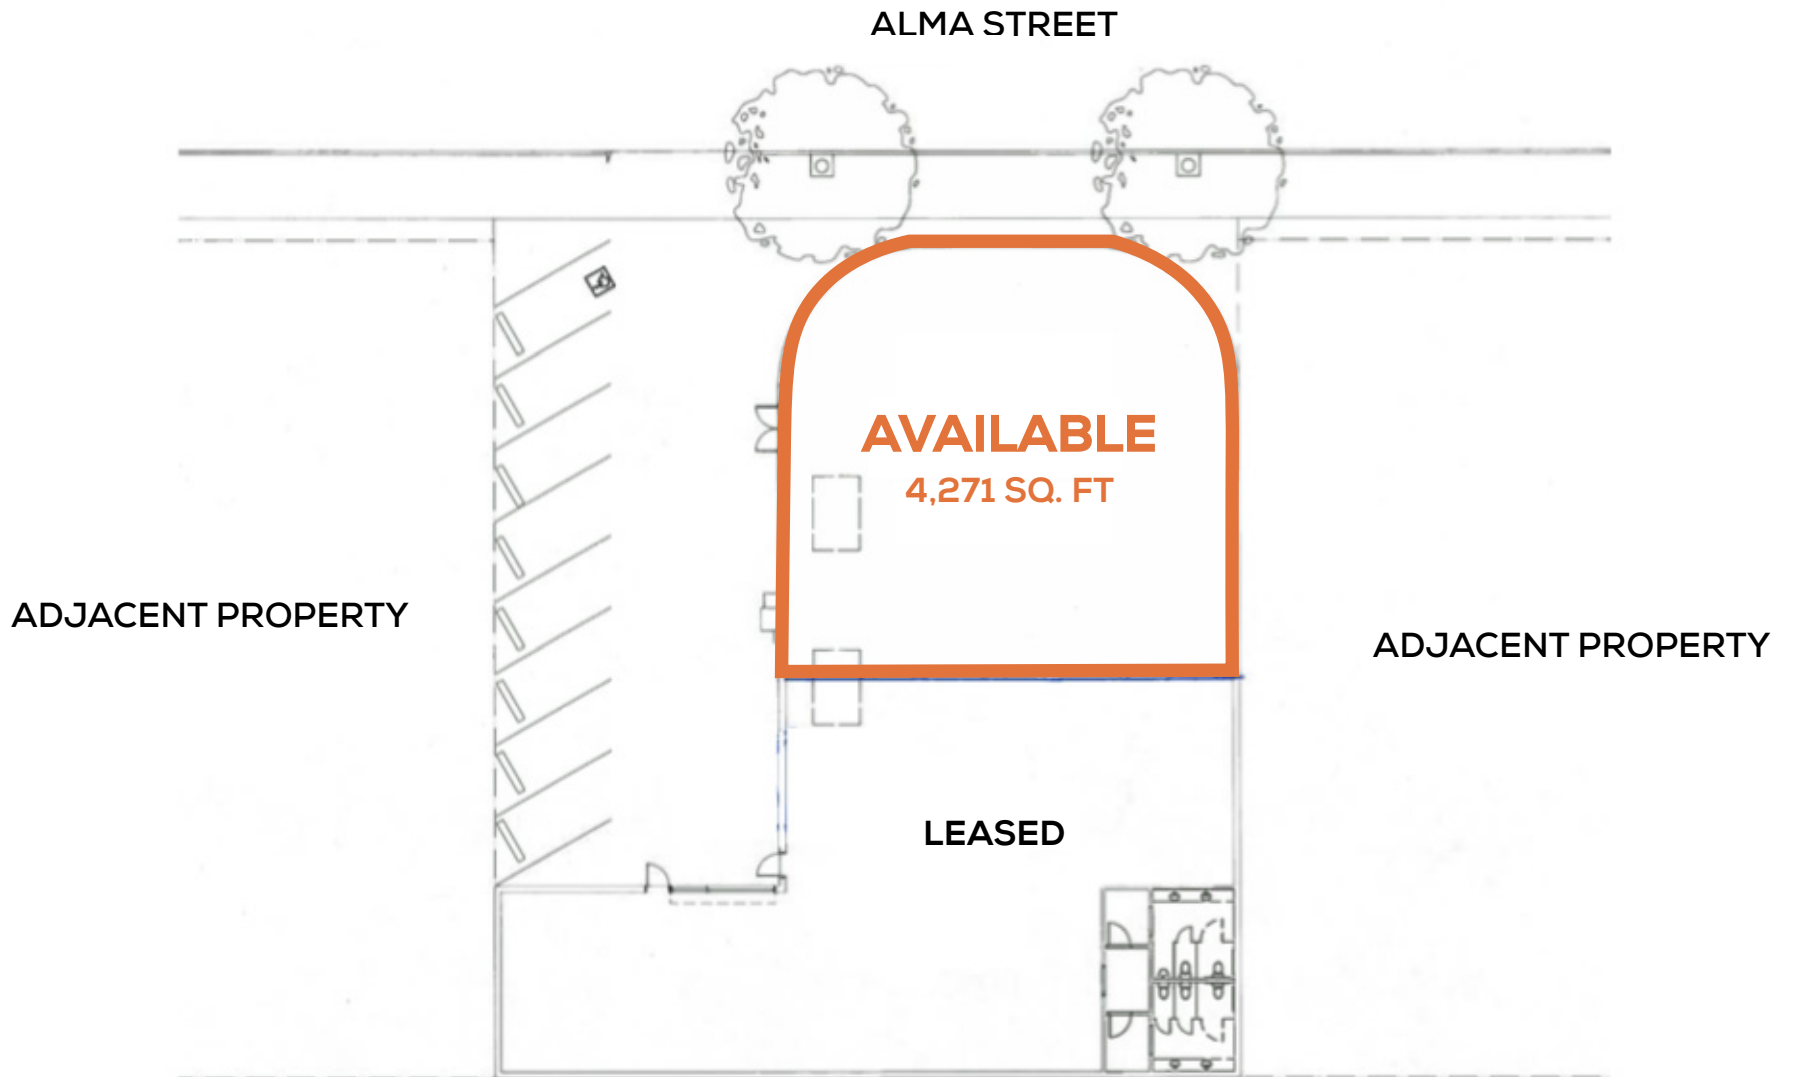 ALMA STREET
AVAILABLE
4,271 SQ. FT
ADJACENT PROPERTY
ADJACENT PROPERTY
LEASED